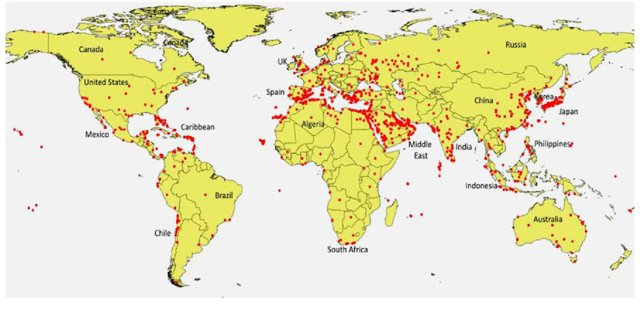 Canada
Canada
Canada
Russia
UK
United States
Spain
China
Korea
Japan
Mexico
Caribbean
Algeria
Middle
East
India
Philippines
Indonesia
Brazil
Australia
Chile
South Africa